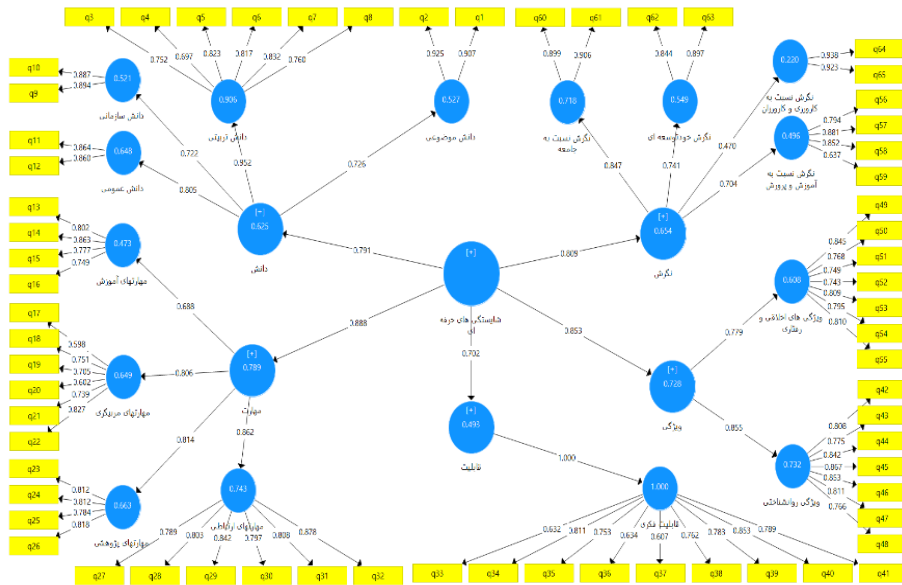 q3 q4 q5 q6 q7 q8 q2 q1 q60 q61 q62 q63
0.752 0.697 0.823 0.817 0.832 0.760 0.925 0.907 0.899 0.906 0.844 0.897
q10
q9
0.887
0.894
0.521
دانش سازمانی
0.906
دانش تربیتی
0.527
دانش موضوعی
0.718
نگرش نسبت به
جامعه
0.549
نگرش خودتوسعه ای
0.220
نگرش نسبت به
کارورزی و کارورزان
0.938
0.923
q64
q65
q11
q12
0.864
0.860
0.648
دانش عمومی
0.722
0.952
0.726
0.805
0.847
0.741
0.470
0.704
0.496
نگرش نسبت به
آموزش و پرورش
0.794
0.881
0.852
0.637
q56
q57
q58
q59
[+]
0.625
دانش
[+]
0.654
نگرش
0.791
0.809
[+]
شایستگی های حرفه
ای
q13
q14
q15
q16
0.802
0.863
0.777
0.749
0.473
مهارتهای آموزش
0.688
0.888
0.702
0.853
0.779
0.608
ویژگی های اخلاقی و
رفتاری
0.845
0.768
0.749
0.743
0.809
0.795
0.810
q49
q50
q51
q52
q53
q54
q55
q17
q18
q19
q20
q21
q22
0.598
0.751
0.705
0.602
0.739
0.827
0.649
مهارتهای مربیگری
0.806
[+]
0.789
مهارت
[+]
0.728
ویژگی
[+]
0.493
قابلیت
0.855
0.732
ویژگی روانشناختی
0.808
0.775
0.842
0.867
0.853
0.811
0.766
q42
q43
q44
q45
q46
q47
q48
0.814
0.862
1.000
q23
q24
q25
q26
0.812
0.812
0.784
0.818
0.663
مهارتهای پژوهشی
0.743
مهارتهای ارتباطی
1.000
قابلیت فکری
0.789 0.803 0.842 0.797 0.808 0.878
0.632 0.811 0.753 0.634 0.607 0.762 0.783 0.853 0.789
q27 q28 q29 q30 q31 q32 q33 q34 q35 q36 q37 q38 q39 q40 q41